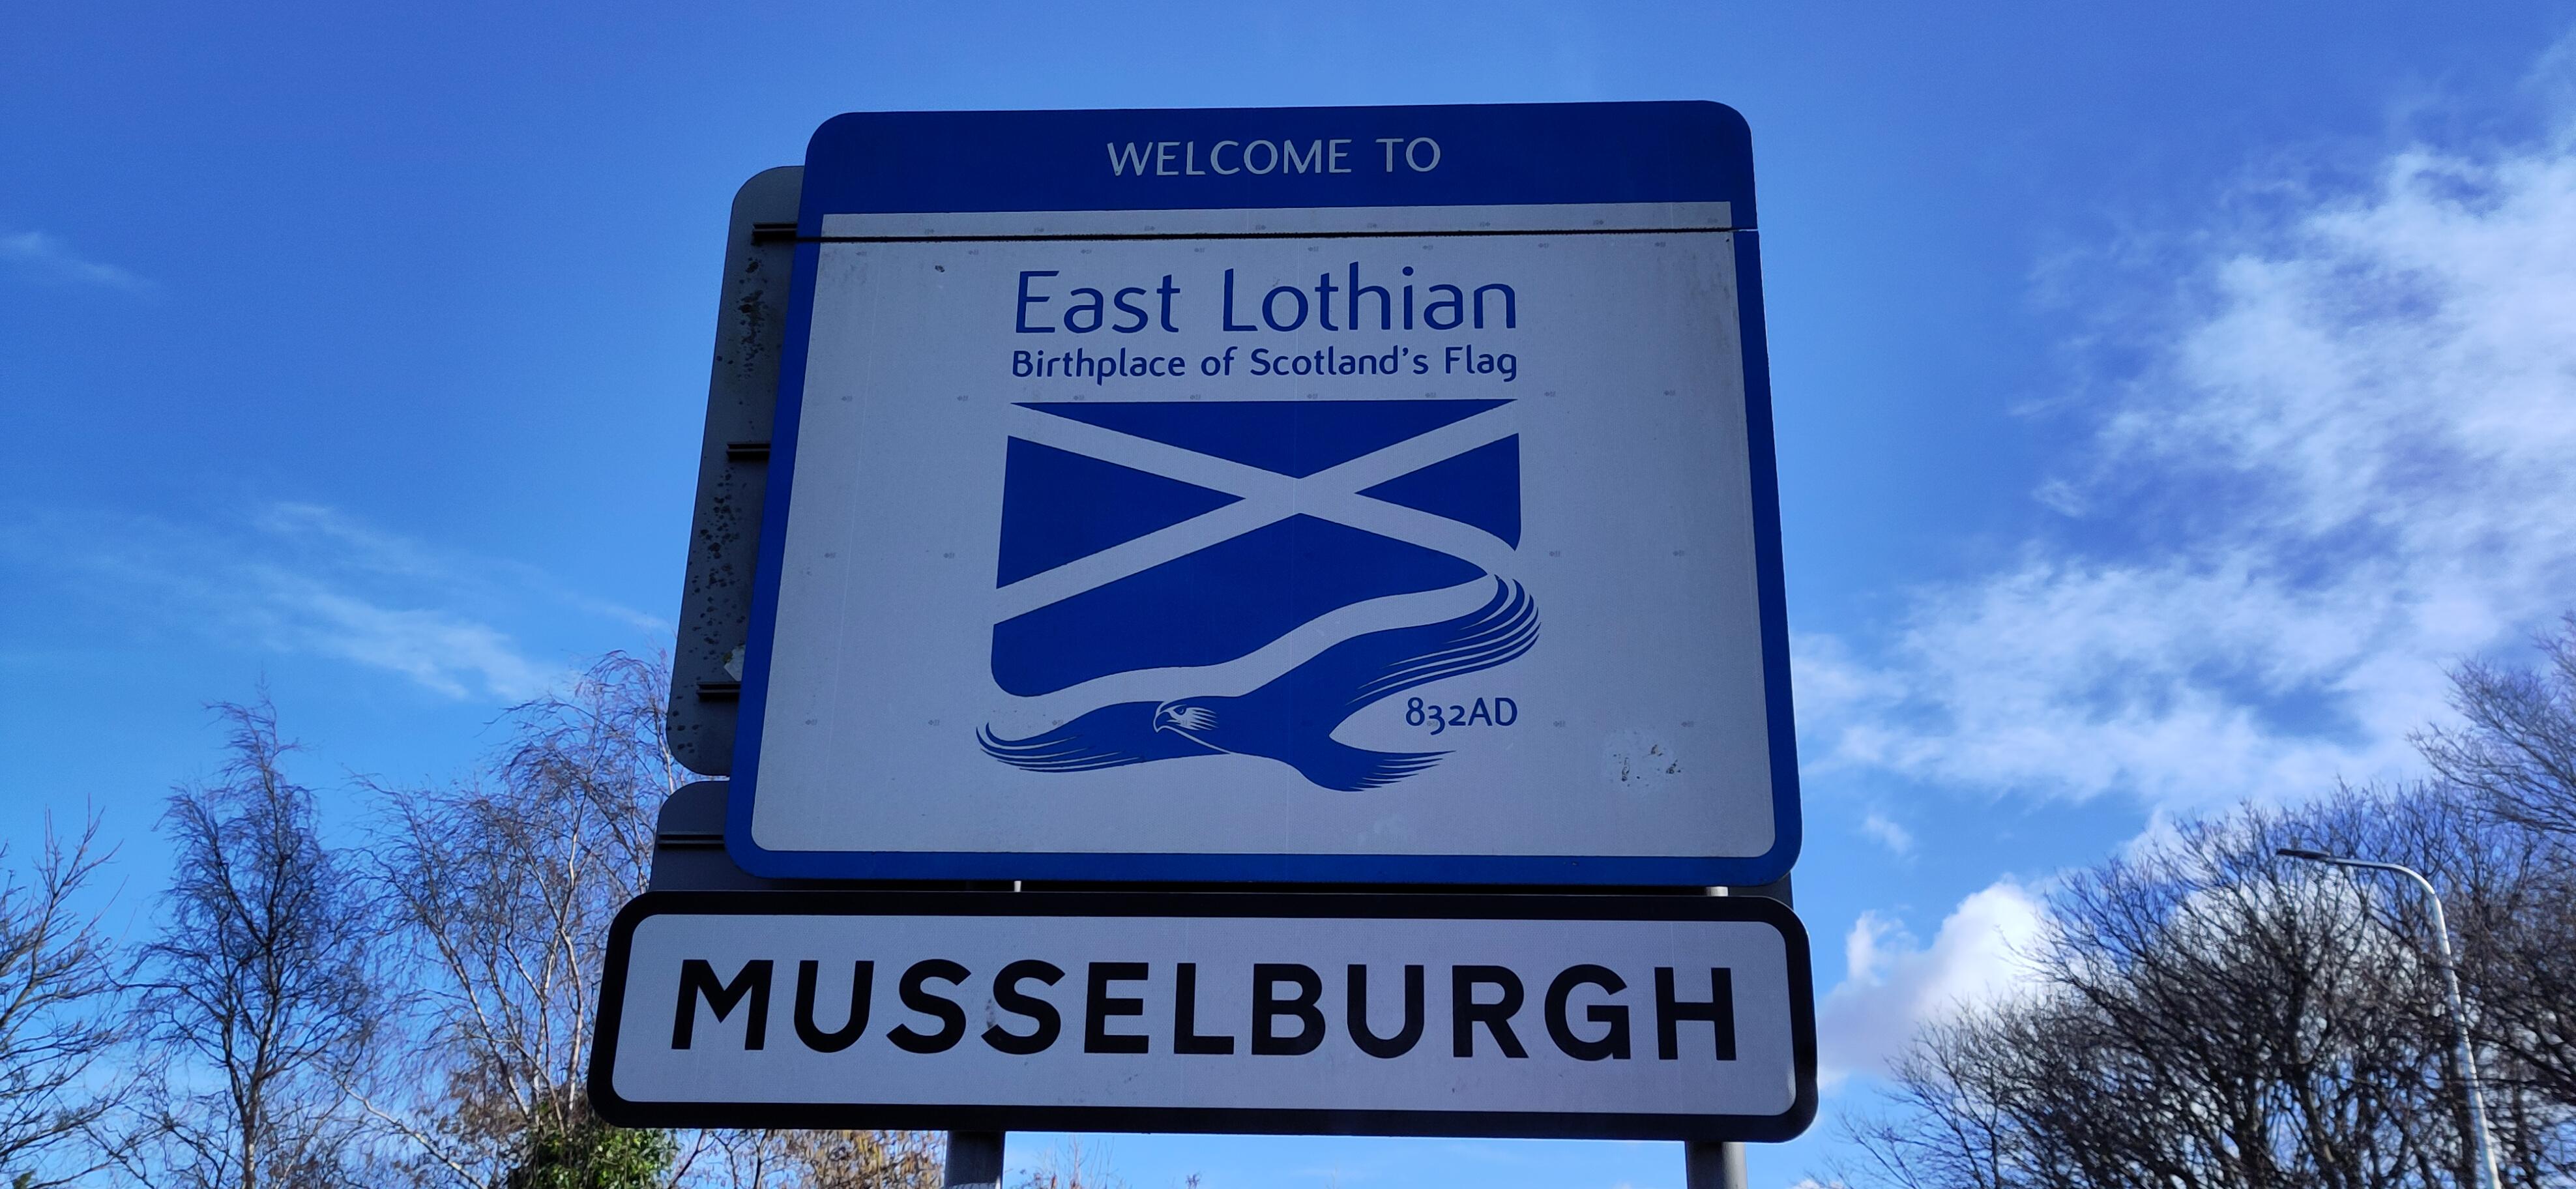 WELCOME TO
East Lothian
Birthplace of Scotland's Flag
832AD
MUSSELBURGH